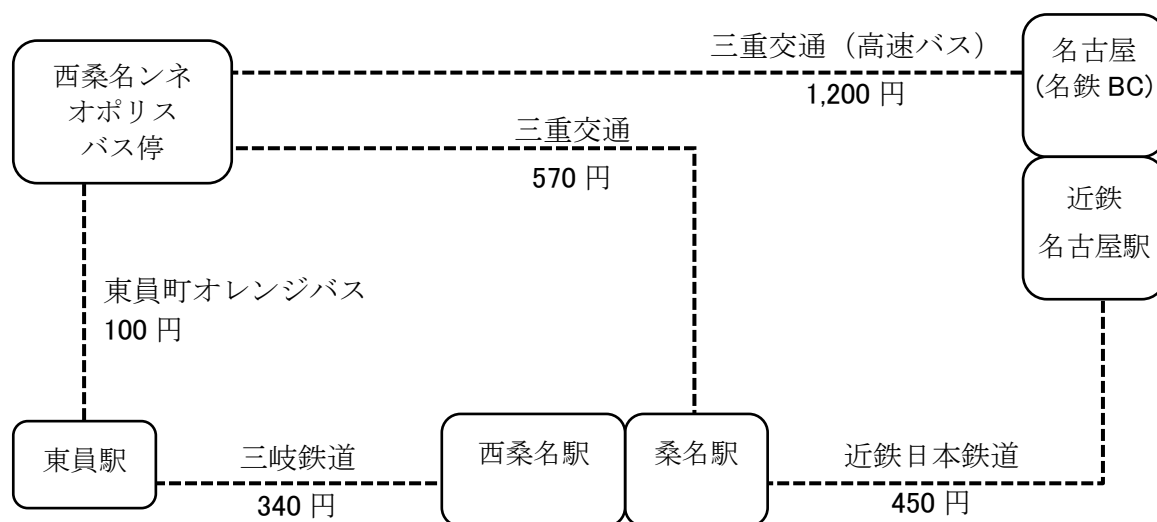 西桑名ンネ
オポリス
バス停
三重交通（高速バス）
1,200 円
名古屋
(名鉄 BC)
三重交通
570 円
近鉄
名古屋駅
東員町オレンジバス
100 円
東員駅
三岐鉄道
340 円
西桑名駅
桑名駅
近鉄日本鉄道
450 円